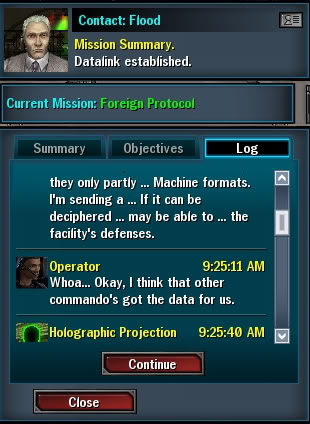 Contact: Flood
Mission Summary.
Datalink established.
Current Mission: Foreign Protocol
Summary
Objectives
Log
they only partly ... Machine formats.
I'm sending a ... If it can be
deciphered ... may be able to ... the
facility's defenses.
Operator 9:25:11 AM
Whoa... Okay, I think that other
commando's got the data for us.
Holographic Projection 9:25:40 AM
Continue
Close